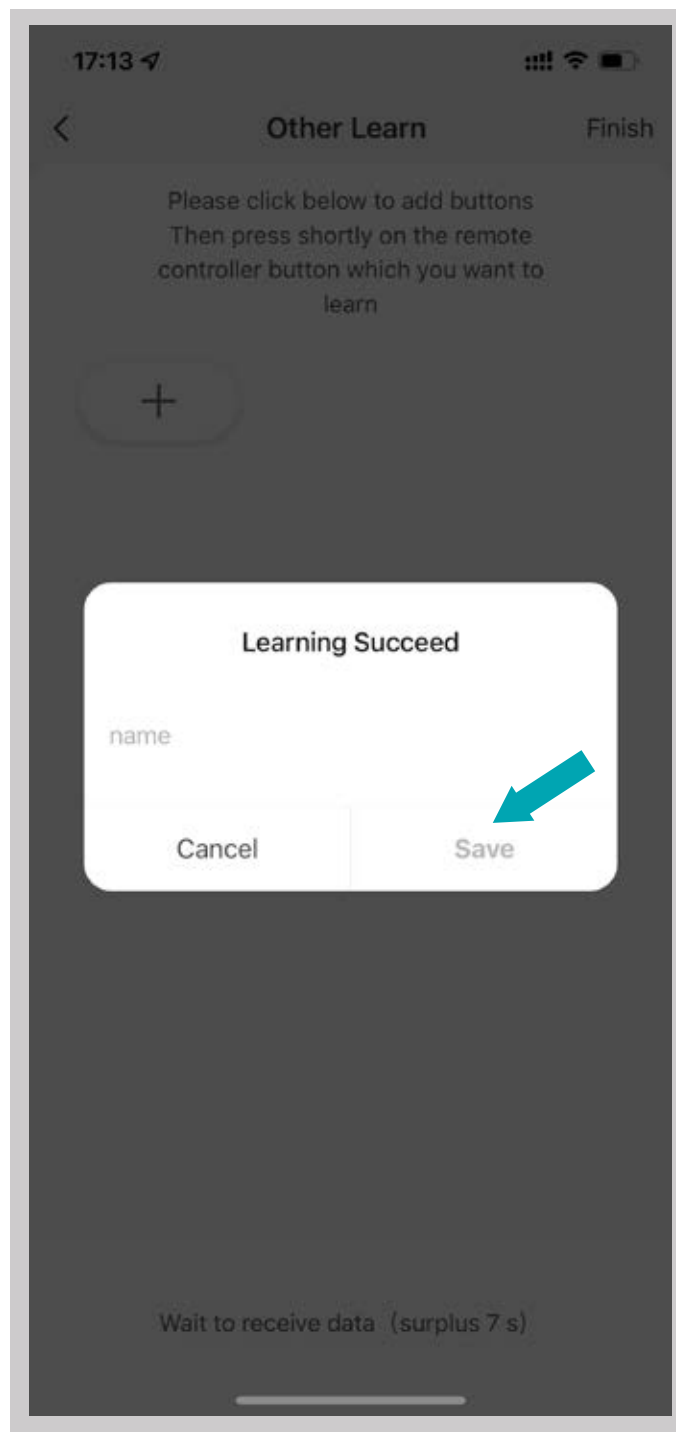 17:13
Other Learn
Finish
Please click below to add buttons
Then press shortly on the remote
controller button which you want to
learn
+
Learning Succeed
name
Cancel
Save
Wait to receive data（surplus 7 s）